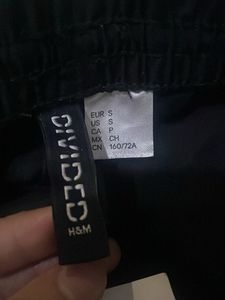 DIVIDED
H&M
EUR S
US S
CA P
MX CH
CN 160/72A